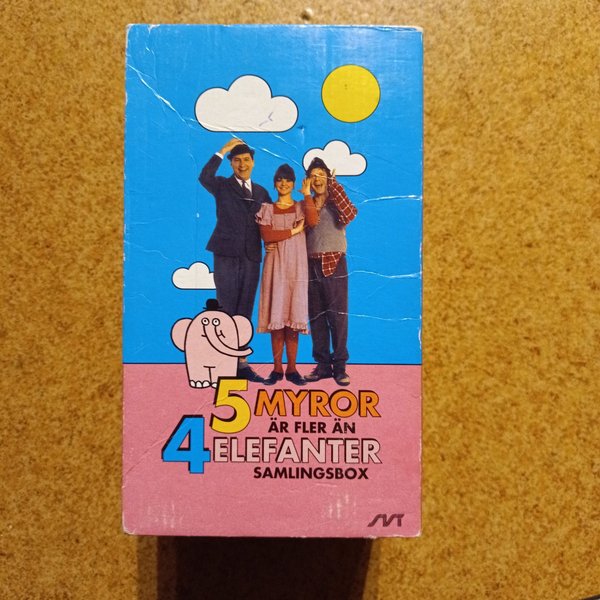 5 MYROR
ÄR FLER ÄN
4 ELEFANTER
SAMLINGSBOX
SVT